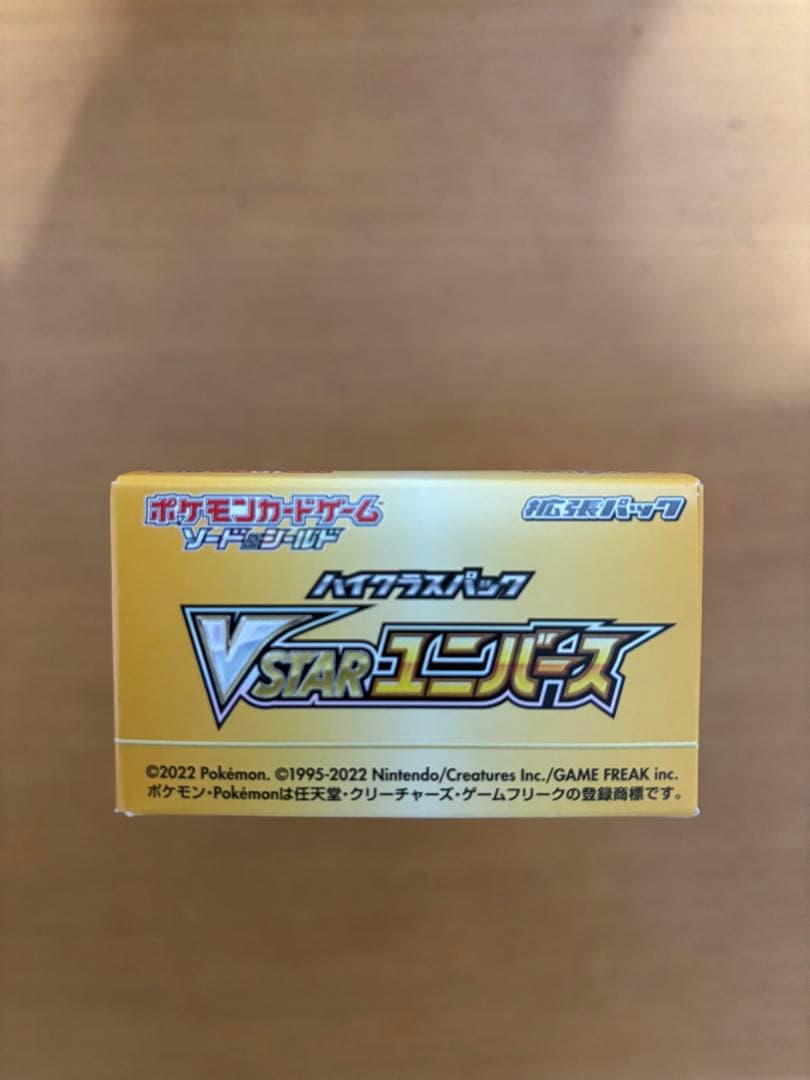 ポケモンカードゲーム
ソード&シールド
拡張パック
ハイクラスパック
VSTARユニバース
©2022 Pokémon. ©1995-2022 Nintendo/Creatures Inc./GAME FREAK inc.
ポケモン・Pokémonは任天堂・クリーチャーズ・ゲームフリークの登録商標です。